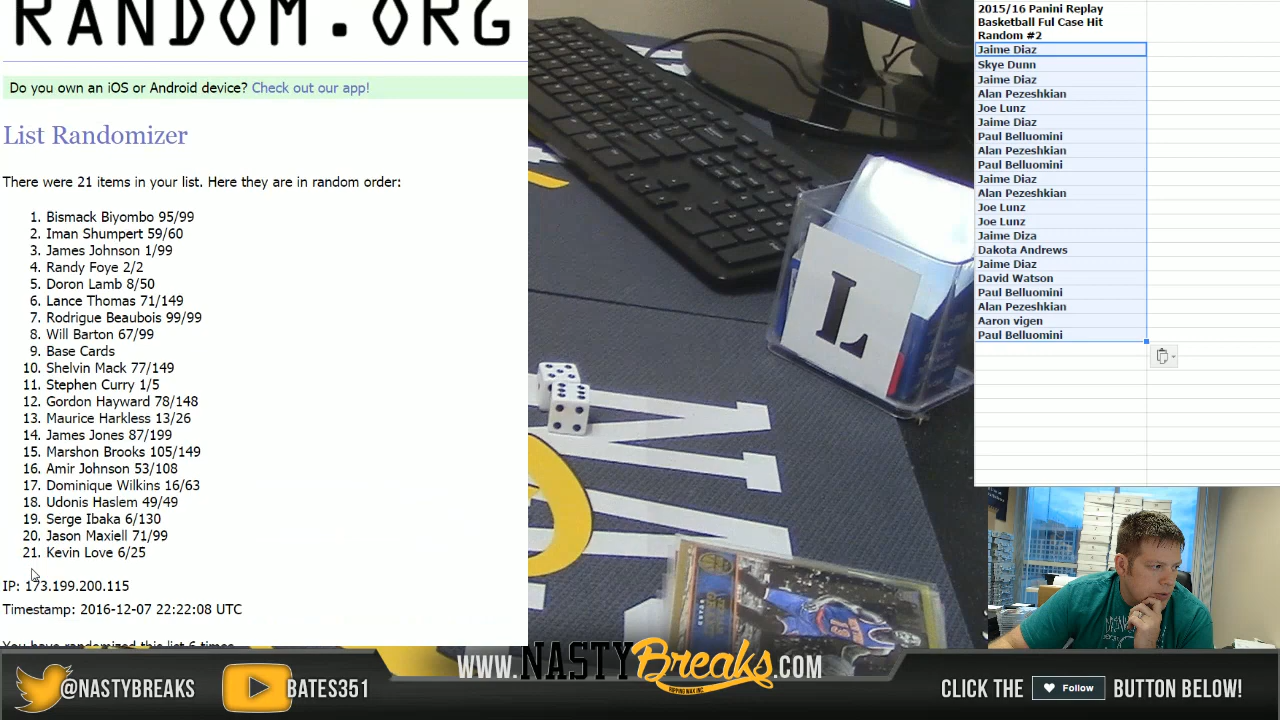 RANDOM.ORG
Do you own an iOS or Android device? Check out our app!
List Randomizer
There were 21 items in your list. Here they are in random order:
1. Bismack Biyombo 95/99
2. Iman Shumpert 59/60
3. James Johnson 1/99
4. Randy Foye 2/2
5. Doron Lamb 8/50
6. Lance Thomas 71/149
7. Rodrigue Beaubois 99/99
8. Will Barton 67/99
9. Base Cards
10. Shelvin Mack 77/149
11. Stephen Curry 1/5
12. Gordon Hayward 78/148
13. Maurice Harkless 13/26
14. James Jones 87/199
15. Marshon Brooks 105/149
16. Amir Johnson 53/108
17. Dominique Wilkins 16/63
18. Udonis Haslem 49/49
19. Serge Ibaka 6/130
20. Jason Maxiell 71/99
21. Kevin Love 6/25
IP: 173.199.200.115
Timestamp: 2016-12-07 22:22:08 UTC
You have randomized this list 6 times
L
2015/16 Panini Replay
Basketball Ful Case Hit
Random #2
Jaime Diaz
Skye Dunn
Jaime Diaz
Alan Pezeshkian
Joe Lunz
Jaime Diaz
Paul Belluomini
Alan Pezeshkian
Paul Belluomini
Jaime Diaz
Alan Pezeshkian
Joe Lunz
Joe Lunz
Jaime Diza
Dakota Andrews
Jaime Diaz
David Watson
Paul Belluomini
Alan Pezeshkian
Aaron vigen
Paul Belluomini
@NASTYBREAKS
BATES351
WWW.NASTYBreaks.COM
RIPPING WAX INC.
CLICK THE Follow BUTTON BELOW!